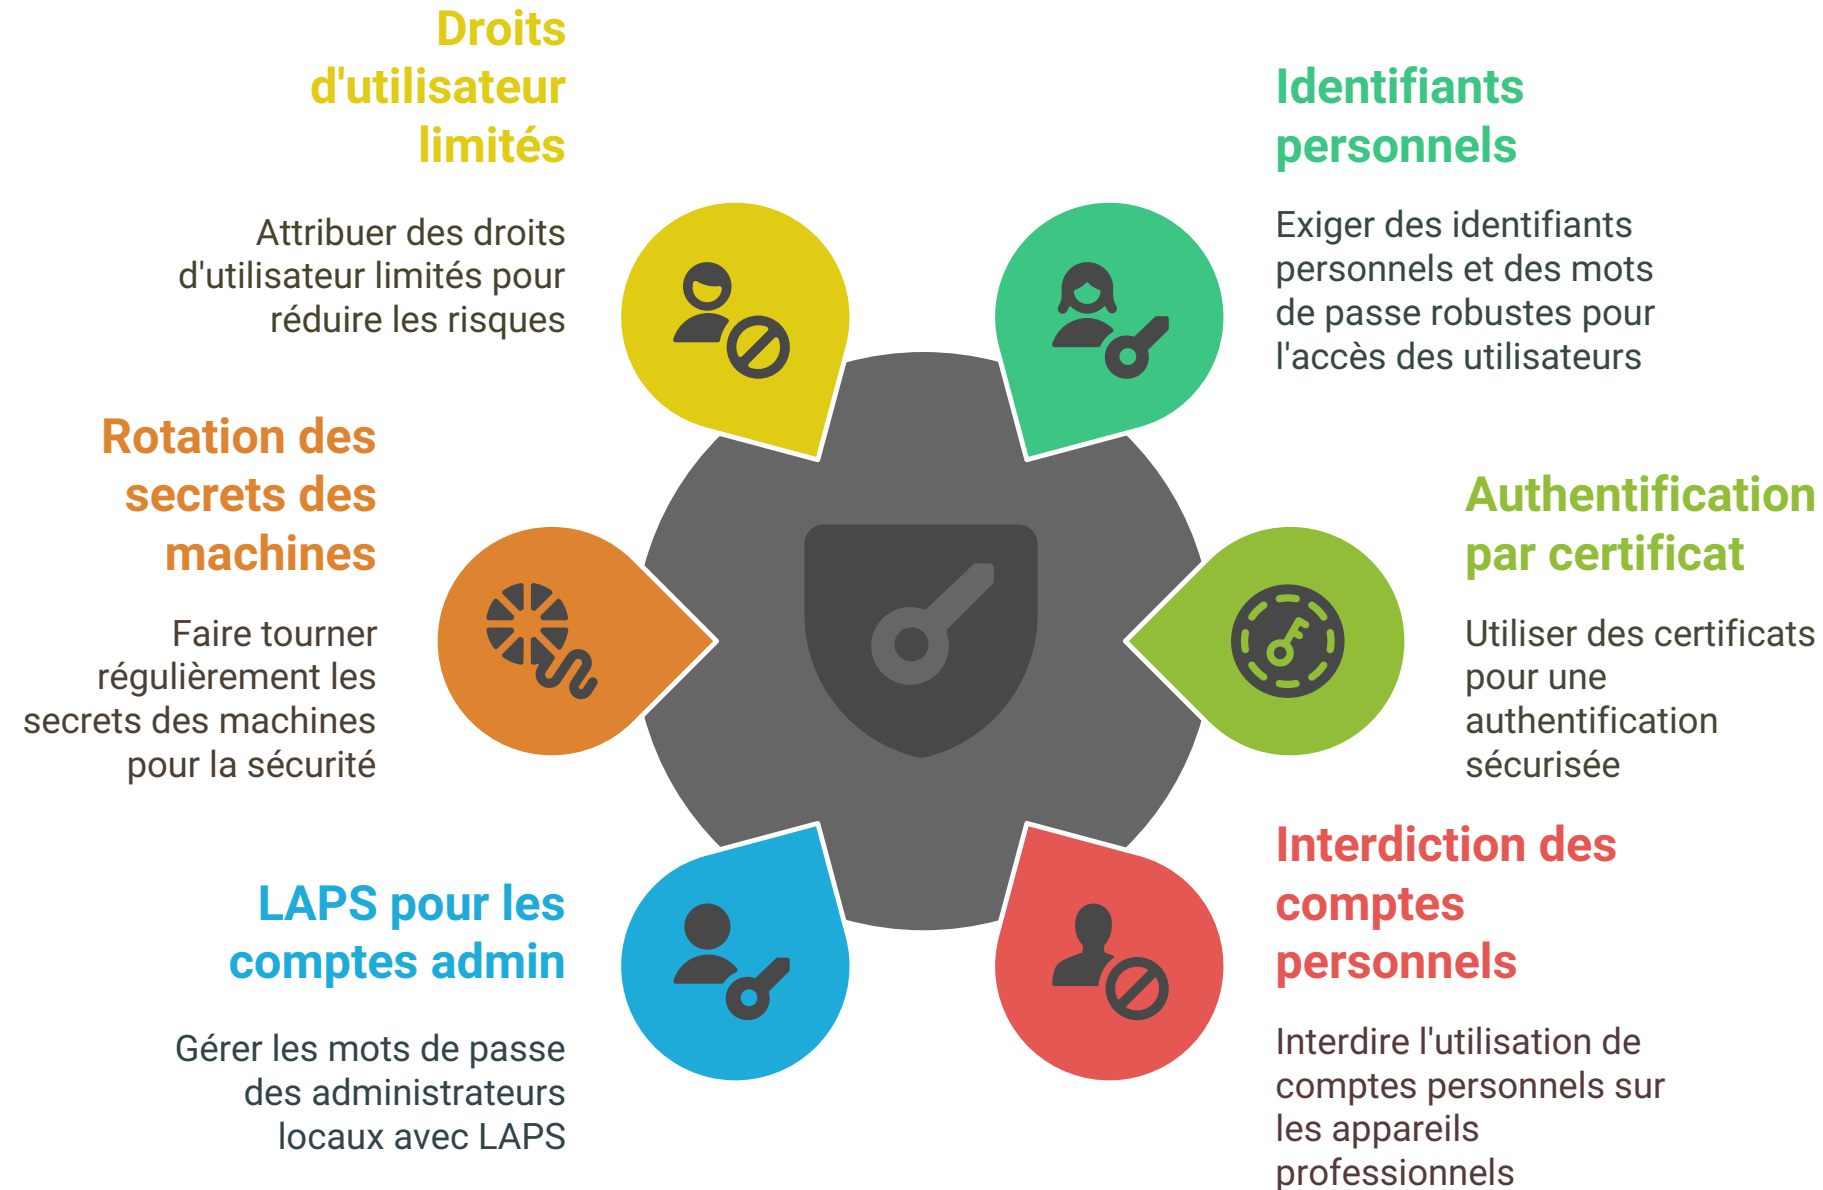 Droits
d'utilisateur
limités
Attribuer des droits
d'utilisateur limités pour
réduire les risques
Identifiants
personnels
Exiger des identifiants
personnels et des mots
de passe robustes pour
l'accès des utilisateurs
Rotation des
secrets des
machines
Faire tourner
régulièrement les
secrets des machines
pour la sécurité
Authentification
par certificat
Utiliser des certificats
pour une
authentification
sécurisée
LAPS pour les
comptes admin
Gérer les mots de passe
des administrateurs
locaux avec LAPS
Interdiction des
comptes
personnels
Interdire l'utilisation de
comptes personnels sur
les appareils
professionnels